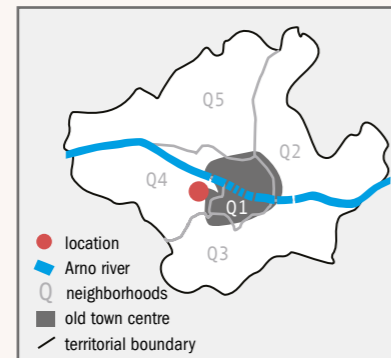 Q5
Q2
Q4
Q1
Q3
location
Arno river
Q neighborhoods
old town centre
territorial boundary